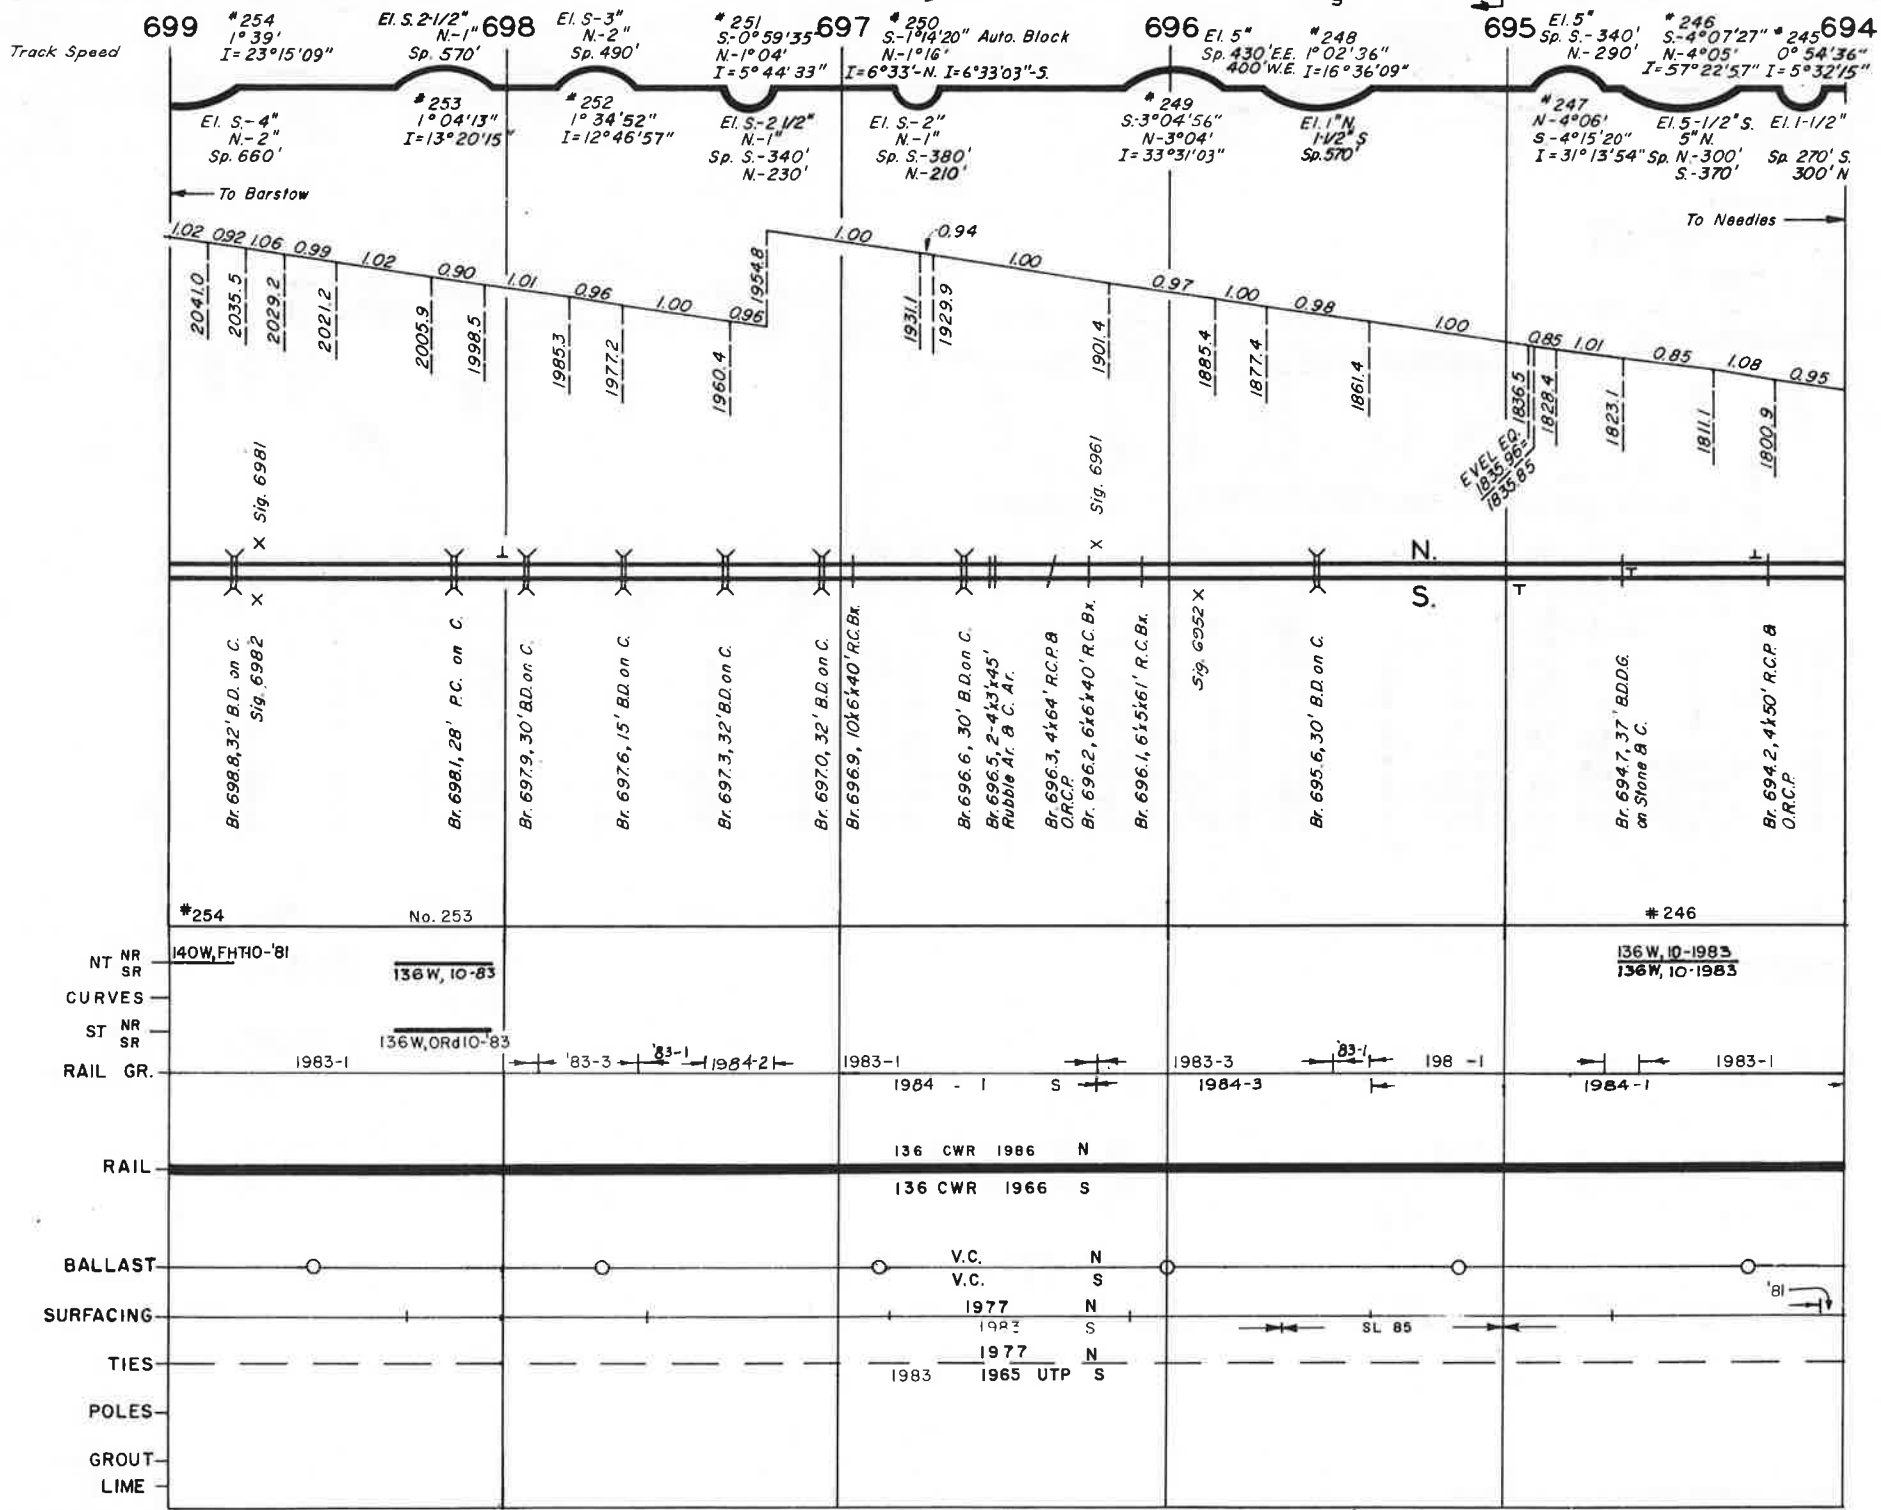 699 698 697 696 695 694
Track Speed
#254
1°39'
I=23°15'09"
El. S.-4"
N.-2"
Sp. 660'
El. S. 2-1/2"
N.-1"
Sp. 570'
#253
1°04'13"
I=13°20'15"
El. S-3"
N.-2"
Sp. 490'
#252
1°34'52"
I=12°46'57"
#251
S.-0°59'35"
N.-1°04'
I=5°44'33"
El. S.-2 1/2"
N.-1"
Sp. S.-340'
N.-230'
#250
S.-1°14'20" Auto. Block
N.-1°16'
I=6°33'-N. I=6°33'03"-S.
El. S.-2"
N.-1"
Sp. S.-380'
N.-210'
El. 5"
Sp. 430' E.E.
400' W.E.
#249
S.-3°04'56"
N-3°04'
I=33°31'03"
#248
1°02'36"
I=16°36'09"
El. 1" N.
1-1/2" S
Sp. 570'
El. 5"
Sp. S.-340'
N.-290'
#247
N-4°06'
S-4°15'20"
I=31°13'54"
#246
S.-4°07'27"
N.-4°05'
I=57°22'57"
El. 5-1/2" S.
5" N.
Sp. N.-300'
S.-370'
#245
0°54'36"
I=5°32'15"
El. 1-1/2"
Sp. 270' S.
300' N
To Barstow
To Needles
1.02 0.92 1.06 0.99 1.02 0.90 1.01 0.96 1.00 0.96 1.00 0.94 1.00 0.97 1.00 0.98 1.00 0.85 1.01 0.85 1.08 0.95
2041.0
2035.5
2029.2
2021.2
2005.9
1998.5
1985.3
1977.2
1960.4
1954.8
1931.1
1929.9
1901.4
1885.4
1877.4
1861.4
1836.5
EVEL EQ.
1835.96=
1835.85
1828.4
1823.1
1811.1
1800.9
X Sig. 6981
X Sig. 6961
N.
S.
Br. 698.8, 32' B.D. on C.
Sig. 6982 X
Br. 698.1, 28' P.C. on C.
Br. 697.9, 30' B.D. on C.
Br. 697.6, 15' B.D. on C.
Br. 697.3, 32' B.D. on C.
Br. 697.0, 32' B.D. on C.
Br. 696.9, 10'x6'x40' R.C. Bx.
Br. 696.6, 30' B.D. on C.
Br. 696.5, 2-4'x3'x45'
Rubble Ar. & C. Ar.
Br. 696.3, 4'x64' R.C.P. &
O.R.C.P.
Br. 696.2, 6'x6'x40' R.C. Bx.
Br. 696.1, 6'x5'x61' R.C. Bx.
Sig. 6952 X
Br. 695.6, 30' B.D. on C.
Br. 694.7, 37' B.D.D.G.
on Stone & C.
Br. 694.2, 4'x50' R.C.P. &
O.R.C.P.
#254 No. 253 #246
NT NR
SR
140W, FHT10-'81
136W, 10-83
136W, 10-1983
136W, 10-1983
CURVES
ST NR
SR
136W, ORd10-'83
RAIL GR.
1983-1 '83-3 '83-1 1984-2 1983-1 1983-3 '83-1 198 -1 1983-1
1984 - 1 S 1984-3 1984-1
136 CWR 1986 N
RAIL
136 CWR 1966 S
BALLAST V.C. N
V.C. S
'81
SURFACING 1977 N
1983 S SL 85
TIES 1977 N
1983 1965 UTP S
POLES
GROUT
LIME